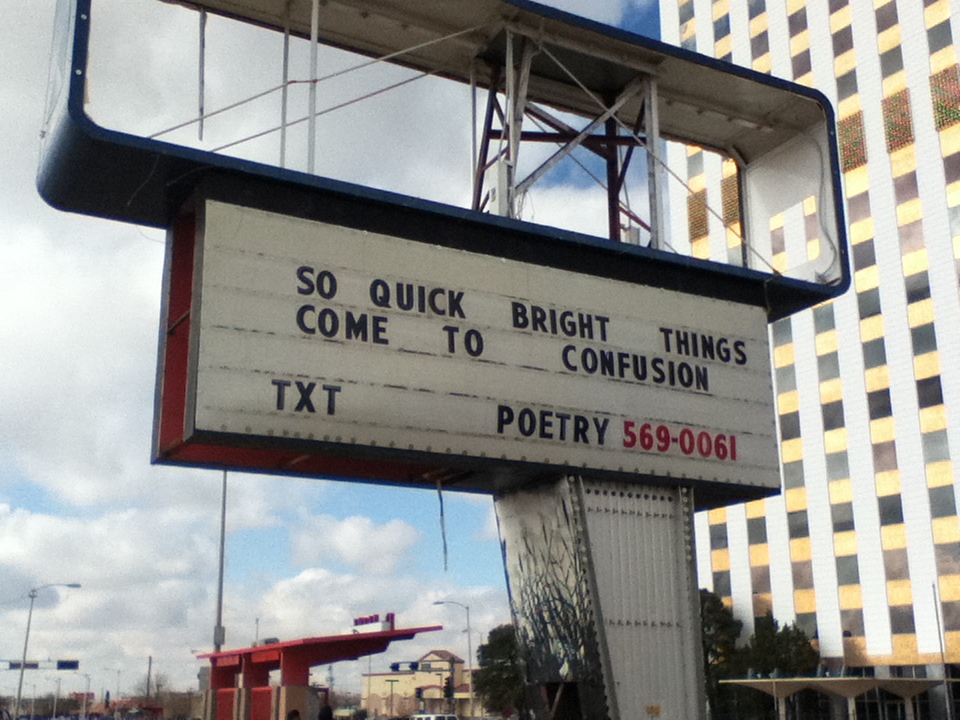 SO QUICK BRIGHT THINGS
COME TO CONFUSION
TXT POETRY 569-0061